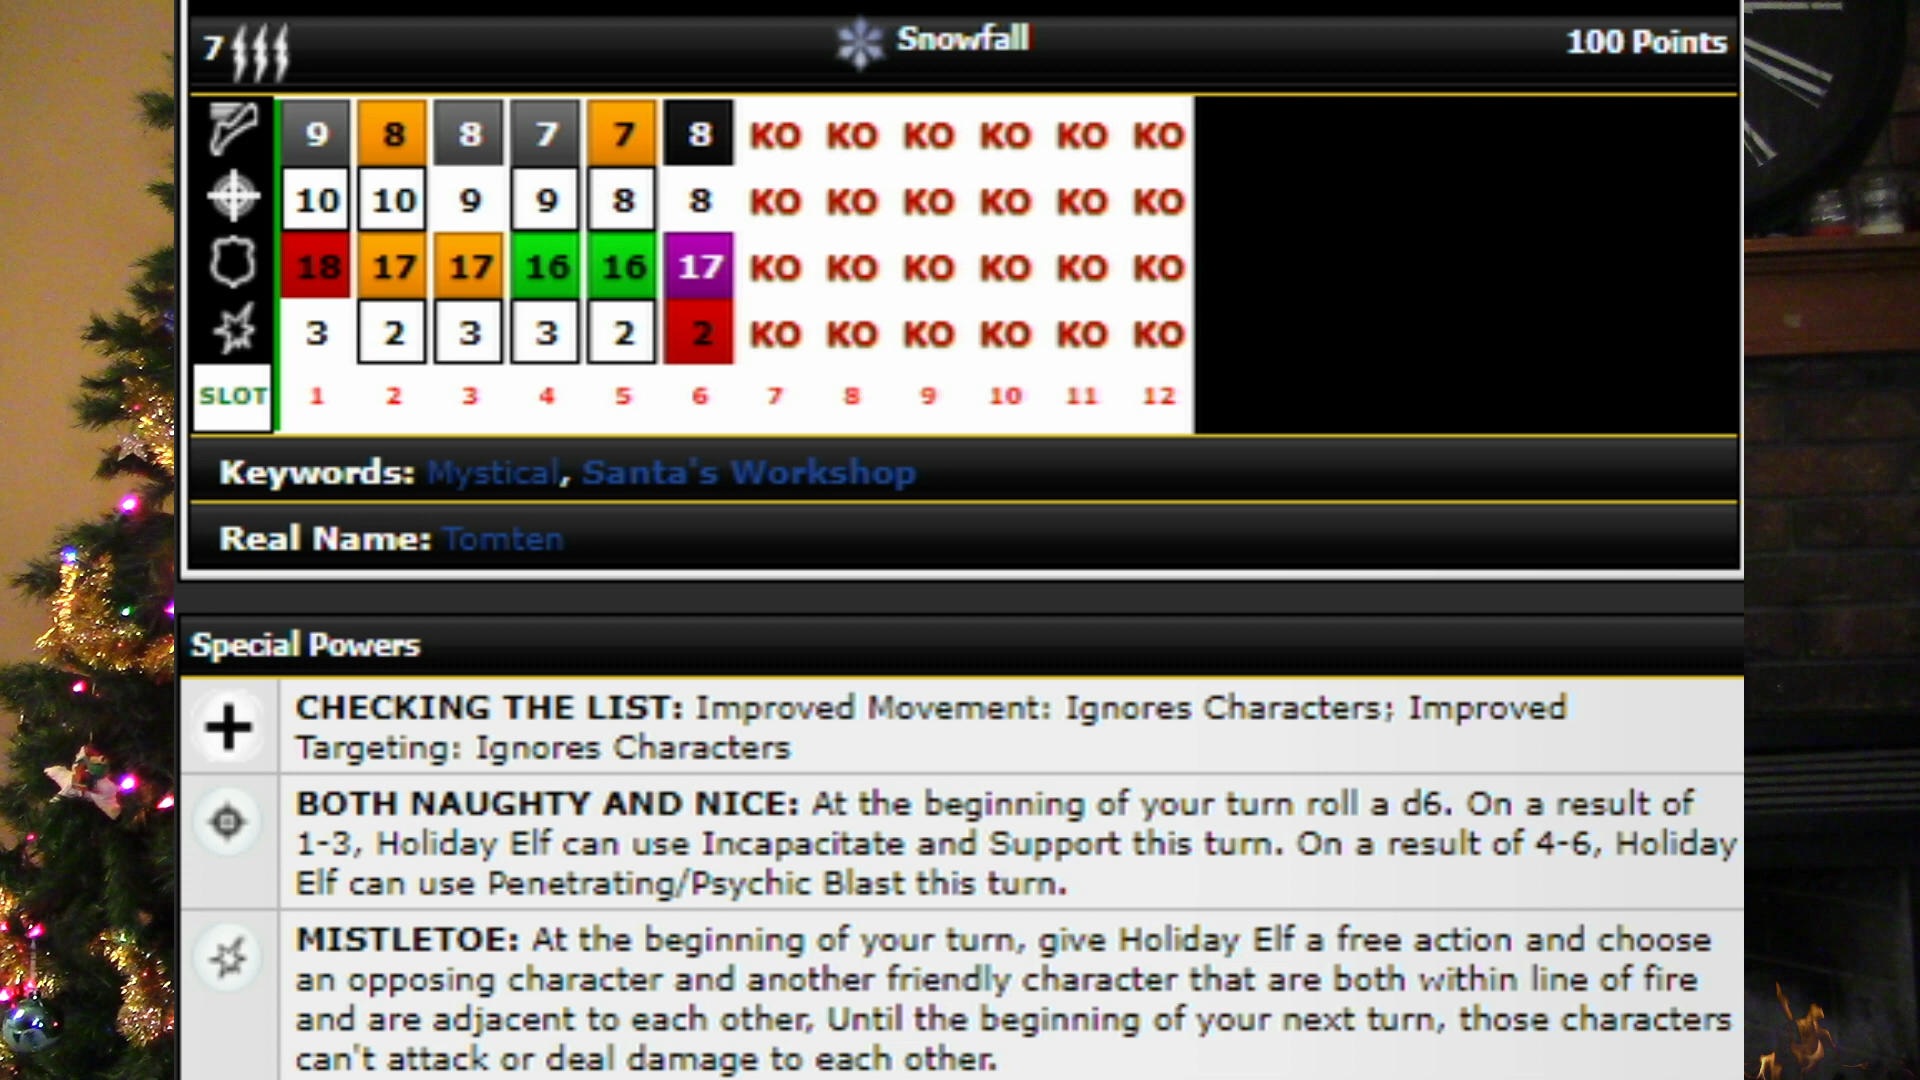 7 Snowfall 100 Points
9 8 8 7 7 8 KO KO KO KO KO KO
10 10 9 9 8 8 KO KO KO KO KO KO
18 17 17 16 16 17 KO KO KO KO KO KO
3 2 3 3 2 2 KO KO KO KO KO KO
SLOT 1 2 3 4 5 6 7 8 9 10 11 12
Keywords: Mystical, Santa's Workshop
Real Name: Tomten
Special Powers
CHECKING THE LIST: Improved Movement: Ignores Characters; Improved
Targeting: Ignores Characters
BOTH NAUGHTY AND NICE: At the beginning of your turn roll a d6. On a result of
1-3, Holiday Elf can use Incapacitate and Support this turn. On a result of 4-6, Holiday
Elf can use Penetrating/Psychic Blast this turn.
MISTLETOE: At the beginning of your turn, give Holiday Elf a free action and choose
an opposing character and another friendly character that are both within line of fire
and are adjacent to each other, Until the beginning of your next turn, those characters
can't attack or deal damage to each other.